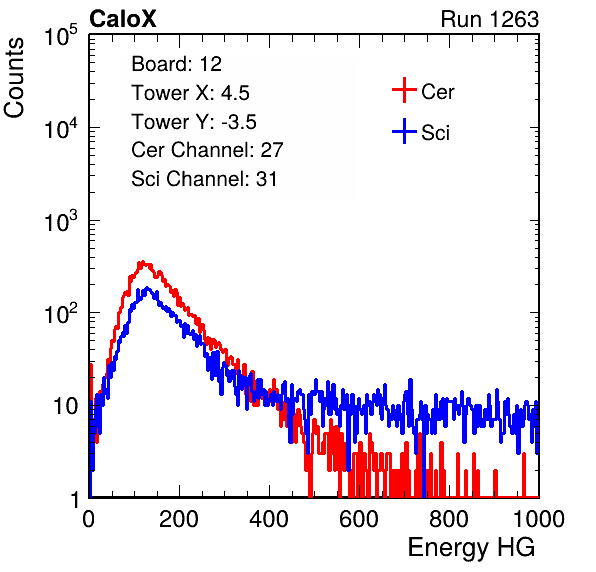 CaloX Run 1263
Counts
10^5
10^4
10^3
10^2
10
1
Board: 12
Tower X: 4.5
Tower Y: -3.5
Cer Channel: 27
Sci Channel: 31
Cer
Sci
0 200 400 600 800 1000
Energy HG